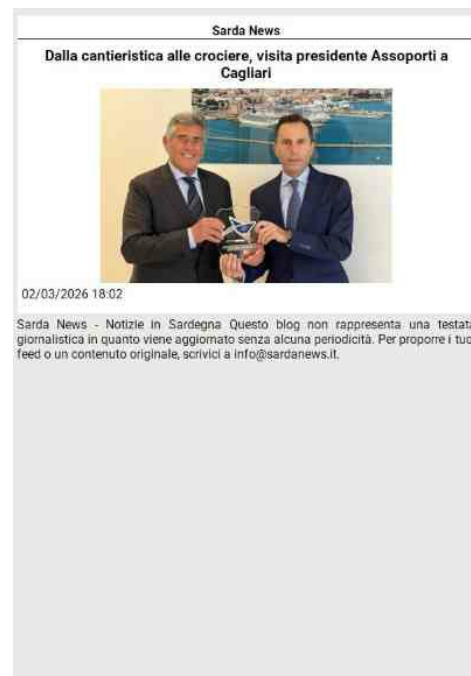 Sarda News
Dalla cantieristica alle crociere, visita presidente Assoporti a
Cagliari
02/03/2026 18:02
Sarda News - Notizie in Sardegna Questo blog non rappresenta una testata
giornalistica in quanto viene aggiornato senza alcuna periodicità. Per proporre i tuo
feed o un contenuto originale, scrivici a info@sardanews.it.